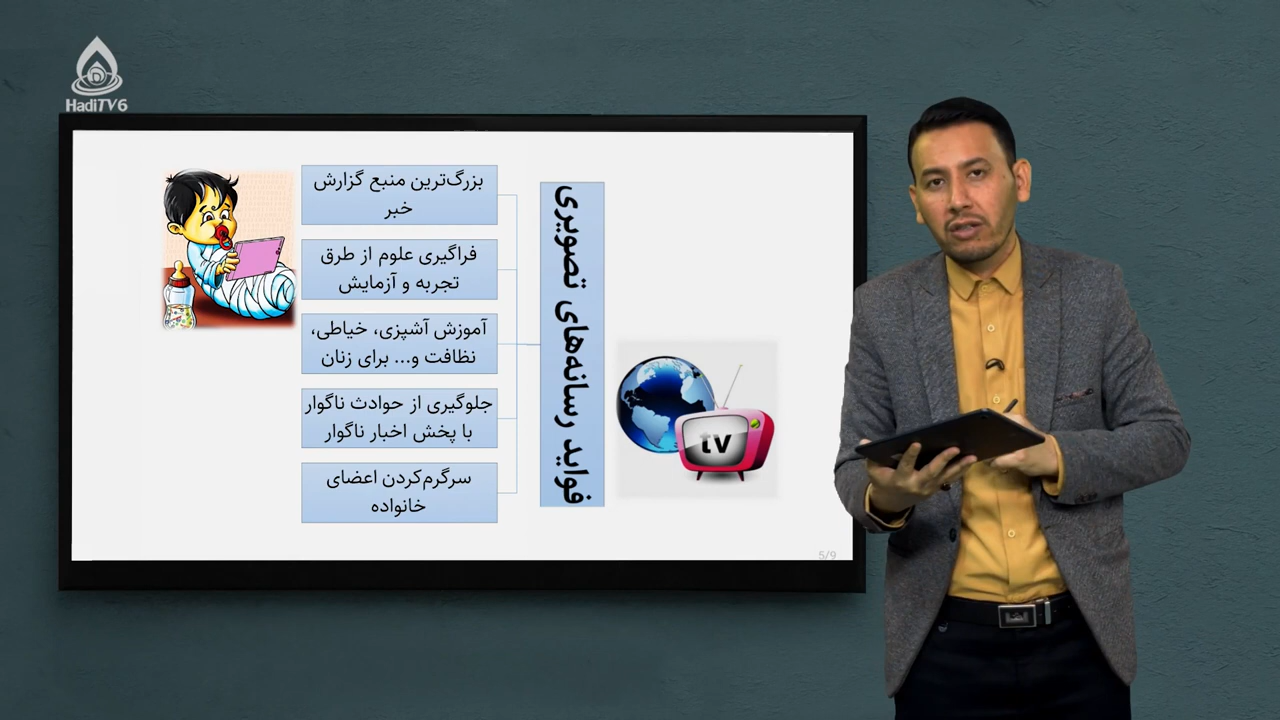 HadiTV6
فواید رسانه‌های تصویری
بزرگ‌ترین منبع گزارش
خبر
فراگیری علوم از طرق
تجربه و آزمایش
آموزش آشپزی، خیاطی،
نظافت و... برای زنان
جلوگیری از حوادث ناگوار
با پخش اخبار ناگوار
سرگرم‌کردن اعضای
خانواده
tv
5/9